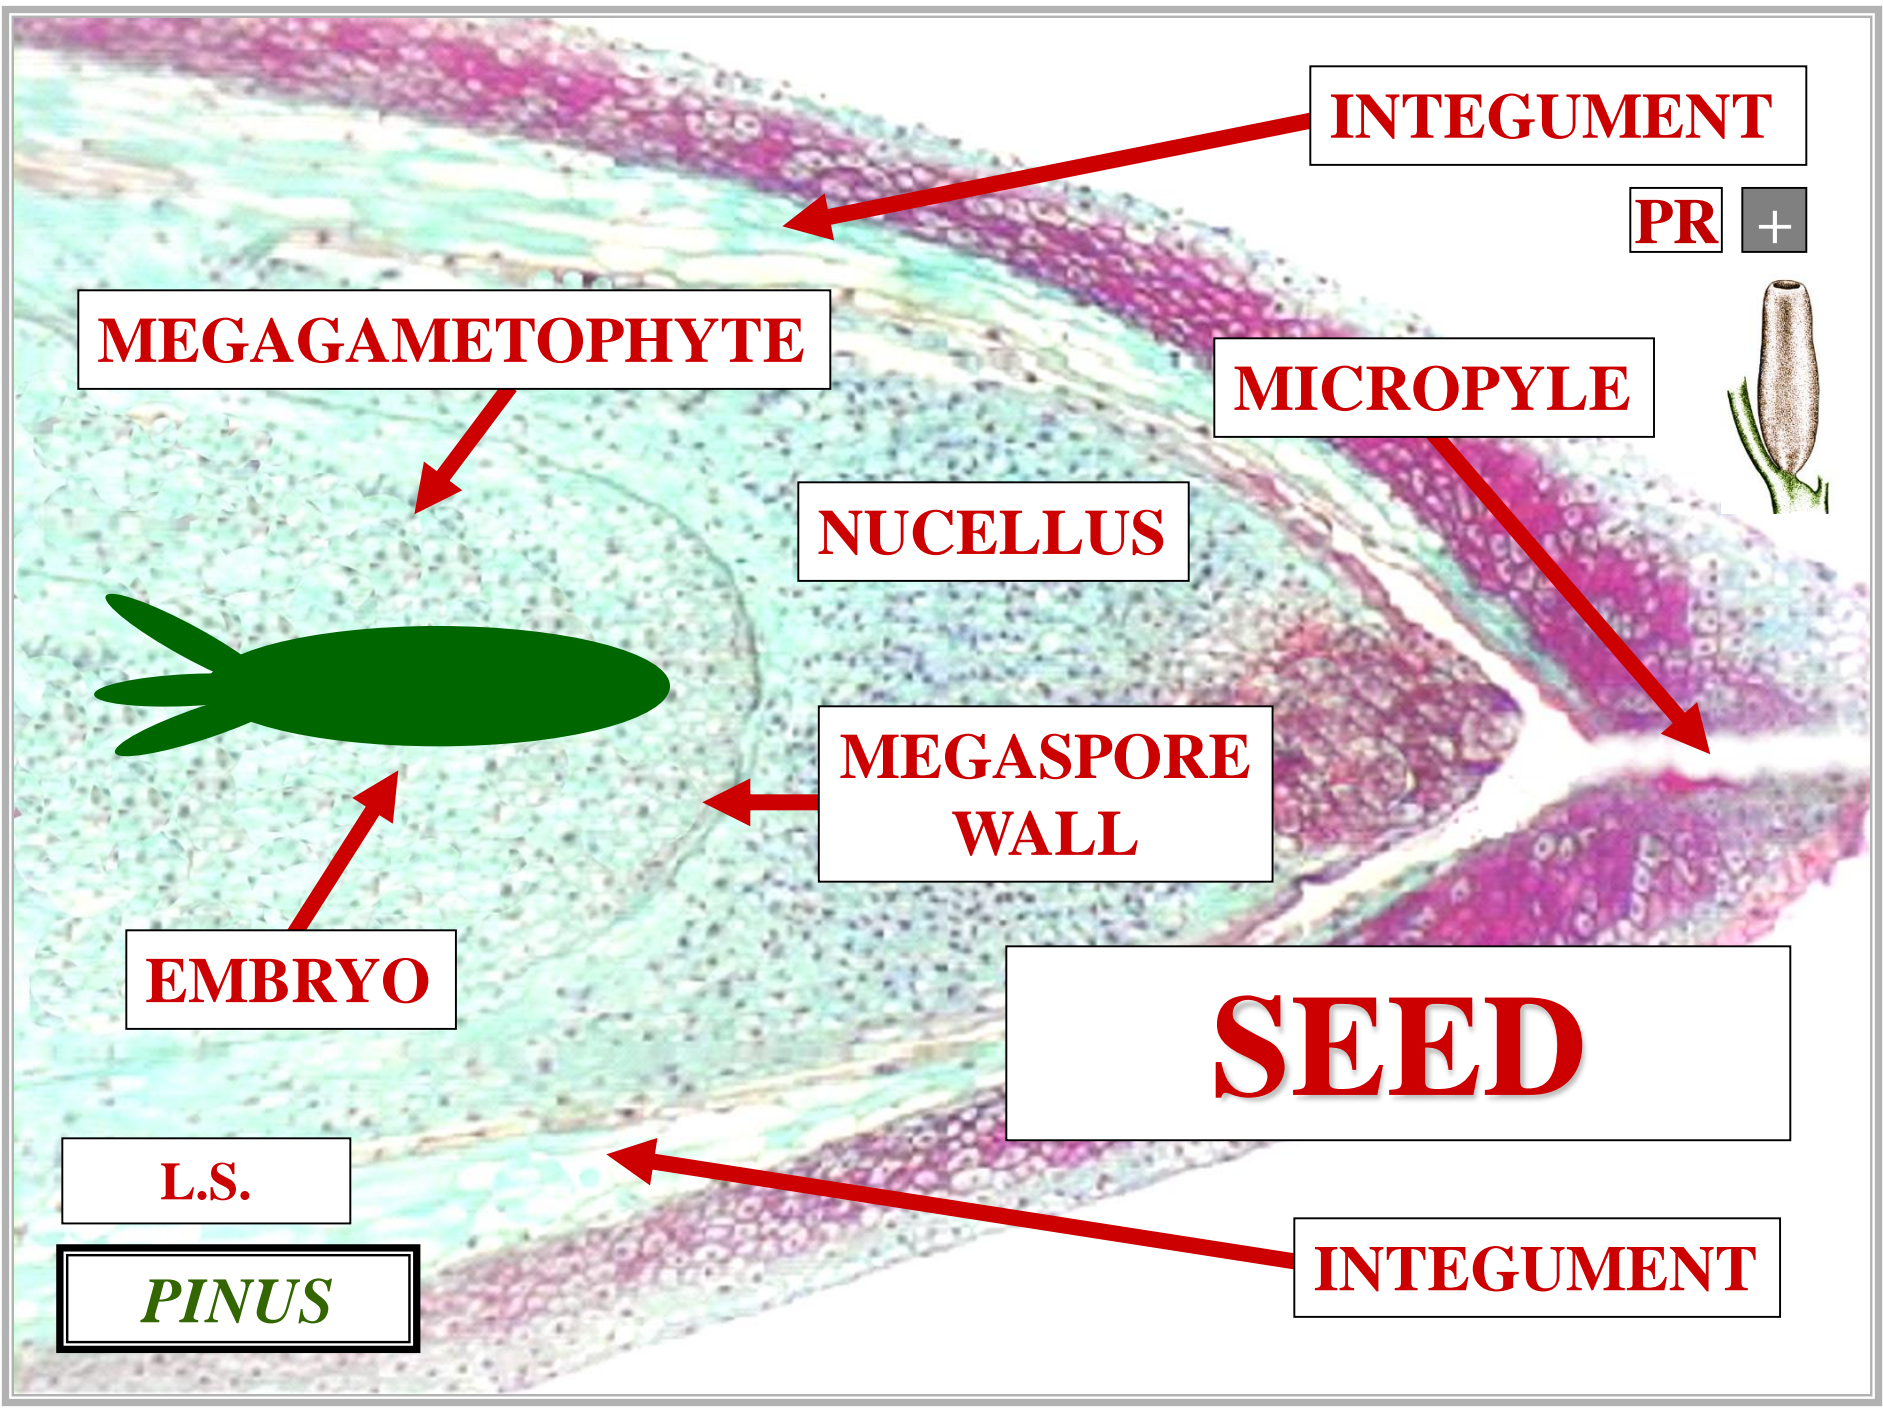 INTEGUMENT
PR +
MEGAGAMETOPHYTE
MICROPYLE
NUCELLUS
MEGASPORE
WALL
EMBRYO
SEED
L.S.
INTEGUMENT
PINUS